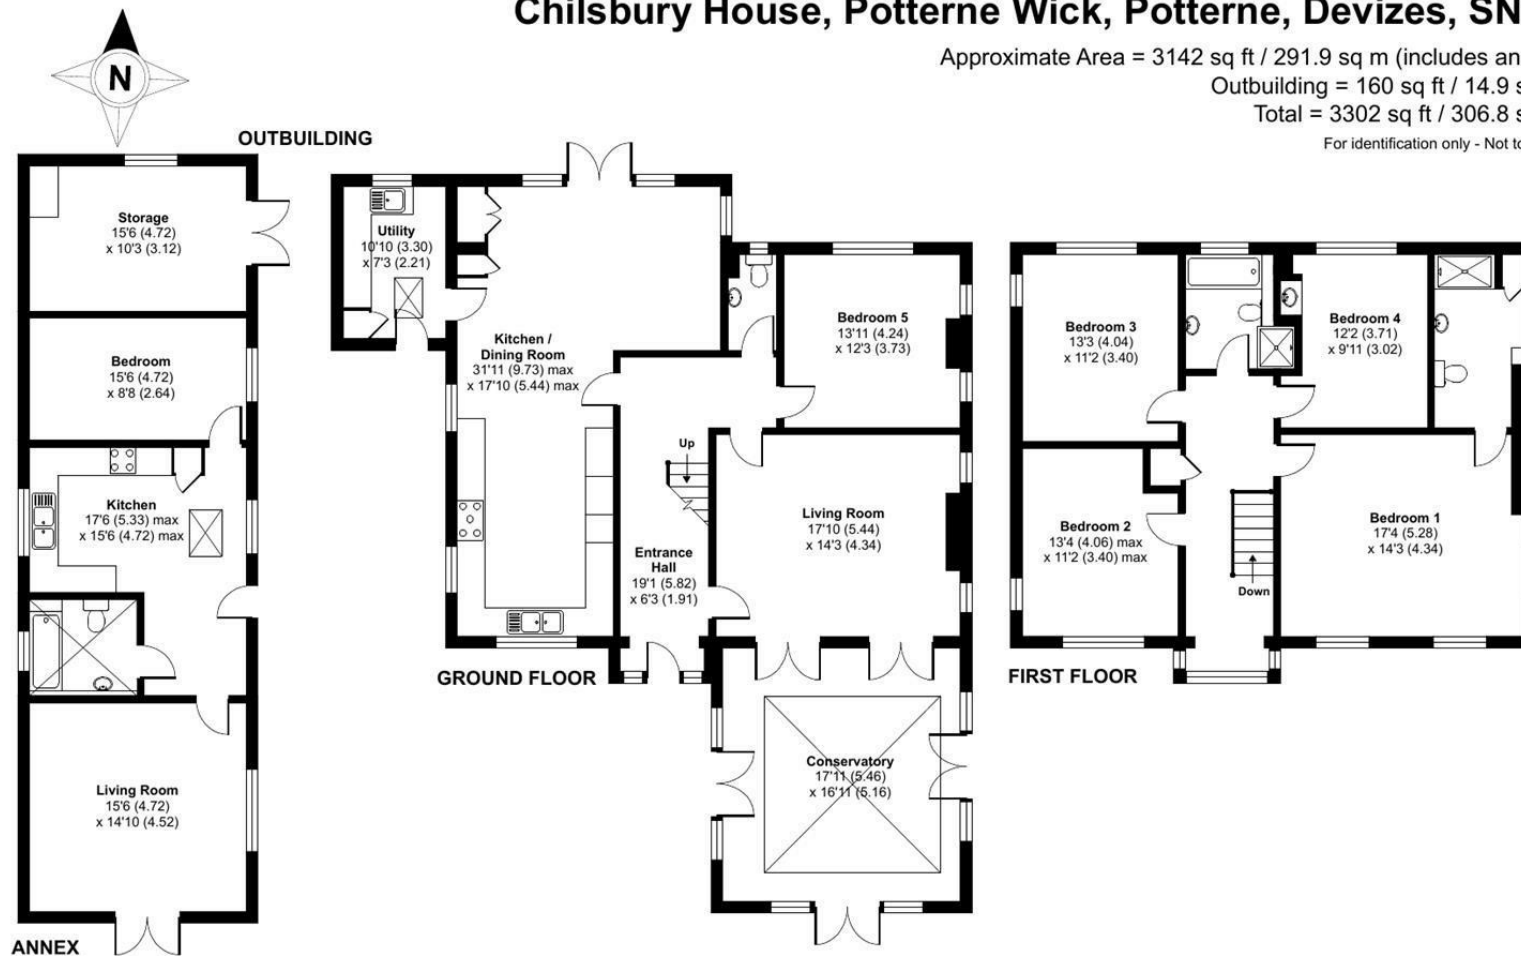 Chilsbury House, Potterne Wick, Potterne, Devizes, SN
Approximate Area = 3142 sq ft / 291.9 sq m (includes an
Outbuilding = 160 sq ft / 14.9 s
Total = 3302 sq ft / 306.8 s
For identification only - Not to
N
OUTBUILDING
Storage
15'6 (4.72)
x 10'3 (3.12)
Bedroom
15'6 (4.72)
x 8'8 (2.64)
Kitchen
17'6 (5.33) max
x 15'6 (4.72) max
Living Room
15'6 (4.72)
x 14'10 (4.52)
ANNEX
Utility
10'10 (3.30)
x 7'3 (2.21)
Kitchen /
Dining Room
31'11 (9.73) max
x 17'10 (5.44) max
Bedroom 5
13'11 (4.24)
x 12'3 (3.73)
Up
Living Room
17'10 (5.44)
x 14'3 (4.34)
Entrance
Hall
19'1 (5.82)
x 6'3 (1.91)
GROUND FLOOR
Conservatory
17'11 (5.46)
x 16'11 (5.16)
Bedroom 3
13'3 (4.04)
x 11'2 (3.40)
Bedroom 4
12'2 (3.71)
x 9'11 (3.02)
Bedroom 2
13'4 (4.06) max
x 11'2 (3.40) max
Bedroom 1
17'4 (5.28)
x 14'3 (4.34)
Down
FIRST FLOOR